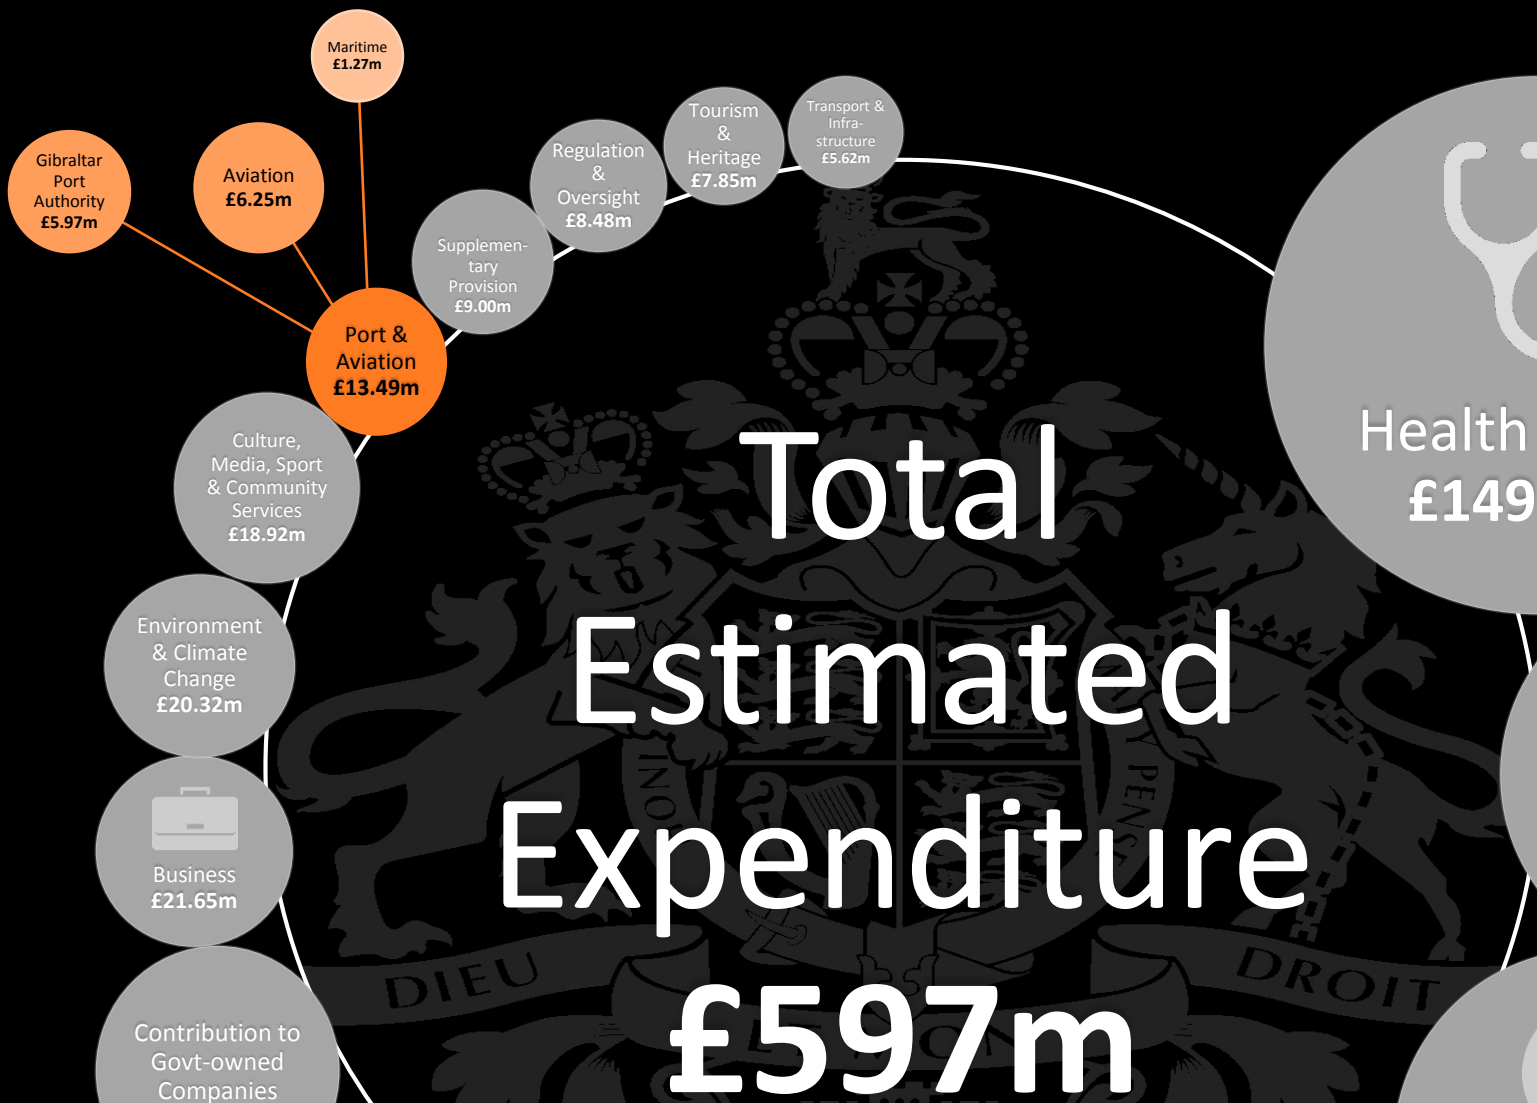 Maritime
£1.27m
Gibraltar
Port
Authority
£5.97m
Aviation
£6.25m
Port &
Aviation
£13.49m
Supplemen-
tary
Provision
£9.00m
Regulation
&
Oversight
£8.48m
Tourism
&
Heritage
£7.85m
Transport &
Infra-
structure
£5.62m
Health
£149
Culture,
Media, Sport
& Community
Services
£18.92m
Environment
& Climate
Change
£20.32m
Business
£21.65m
Contribution to
Govt-owned
Companies
Total
Estimated
Expenditure
£597m
DIEU
DROIT